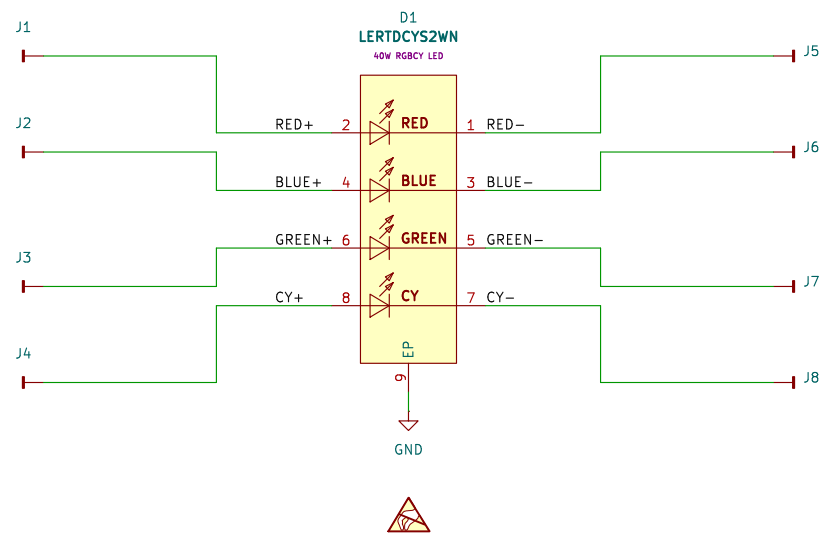 D1
LERTDCYS2WN
40W RGBCY LED
J1
J5
RED+ 2 RED 1 RED-
J2
J6
BLUE+ 4 BLUE 3 BLUE-
GREEN+ 6 GREEN 5 GREEN-
J3
J7
CY+ 8 CY 7 CY-
J4
EP
9
J8
GND